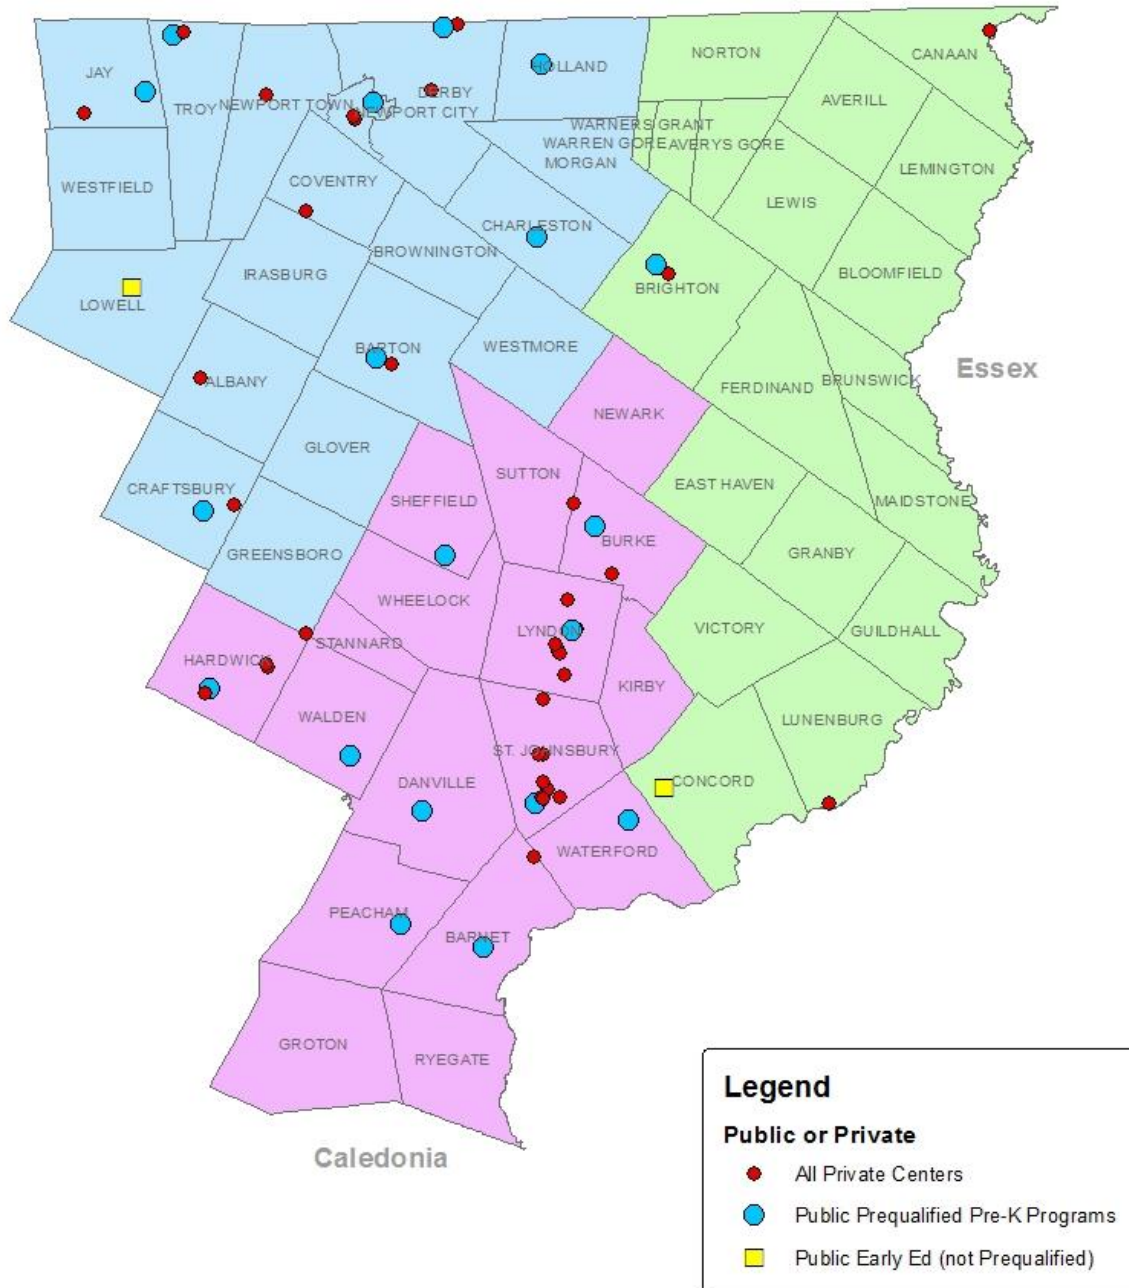 NORTON
CANAAN
JAY
HOLLAND
DERBY
AVERILL
TROY
NEWPORT TOWN
NEWPORT CITY
WARNERS GRANT
WARREN GORE
AVERYS GORE
MORGAN
LEMINGTON
WESTFIELD
COVENTRY
LEWIS
CHARLESTON
BROWNINGTON
IRASBURG
BLOOMFIELD
BRIGHTON
LOWELL
BARTON
WESTMORE
Essex
ALBANY
FERDINAND
BRUNSWICK
NEWARK
GLOVER
SUTTON
CRAFTSBURY
SHEFFIELD
EAST HAVEN
MAIDSTONE
GREENSBORO
BURKE
GRANBY
WHEELOCK
LYNDON
VICTORY
GUILDHALL
STANNARD
HARDWICK
KIRBY
WALDEN
LUNENBURG
ST. JOHNSBURY
DANVILLE
CONCORD
WATERFORD
PEACHAM
BARNET
GROTON
RYEGATE
Caledonia
Legend
Public or Private
All Private Centers
Public Prequalified Pre-K Programs
Public Early Ed (not Prequalified)